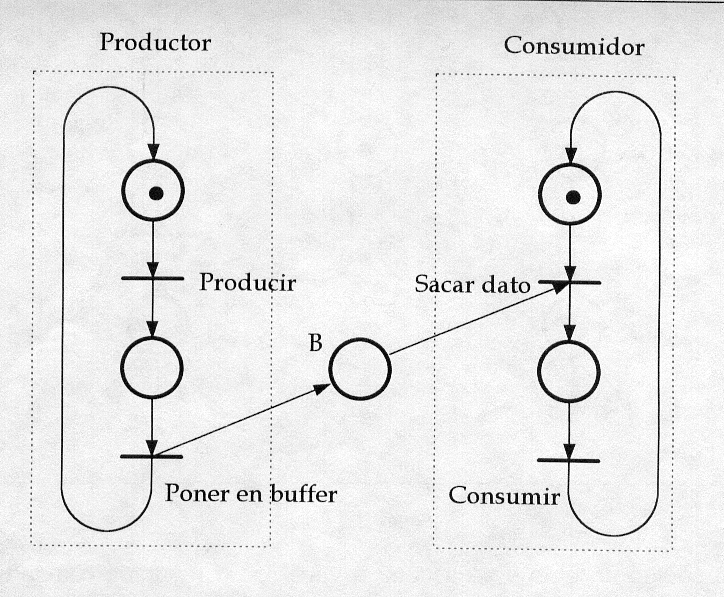 Productor
Consumidor
Producir
Sacar dato
B
Poner en buffer
Consumir